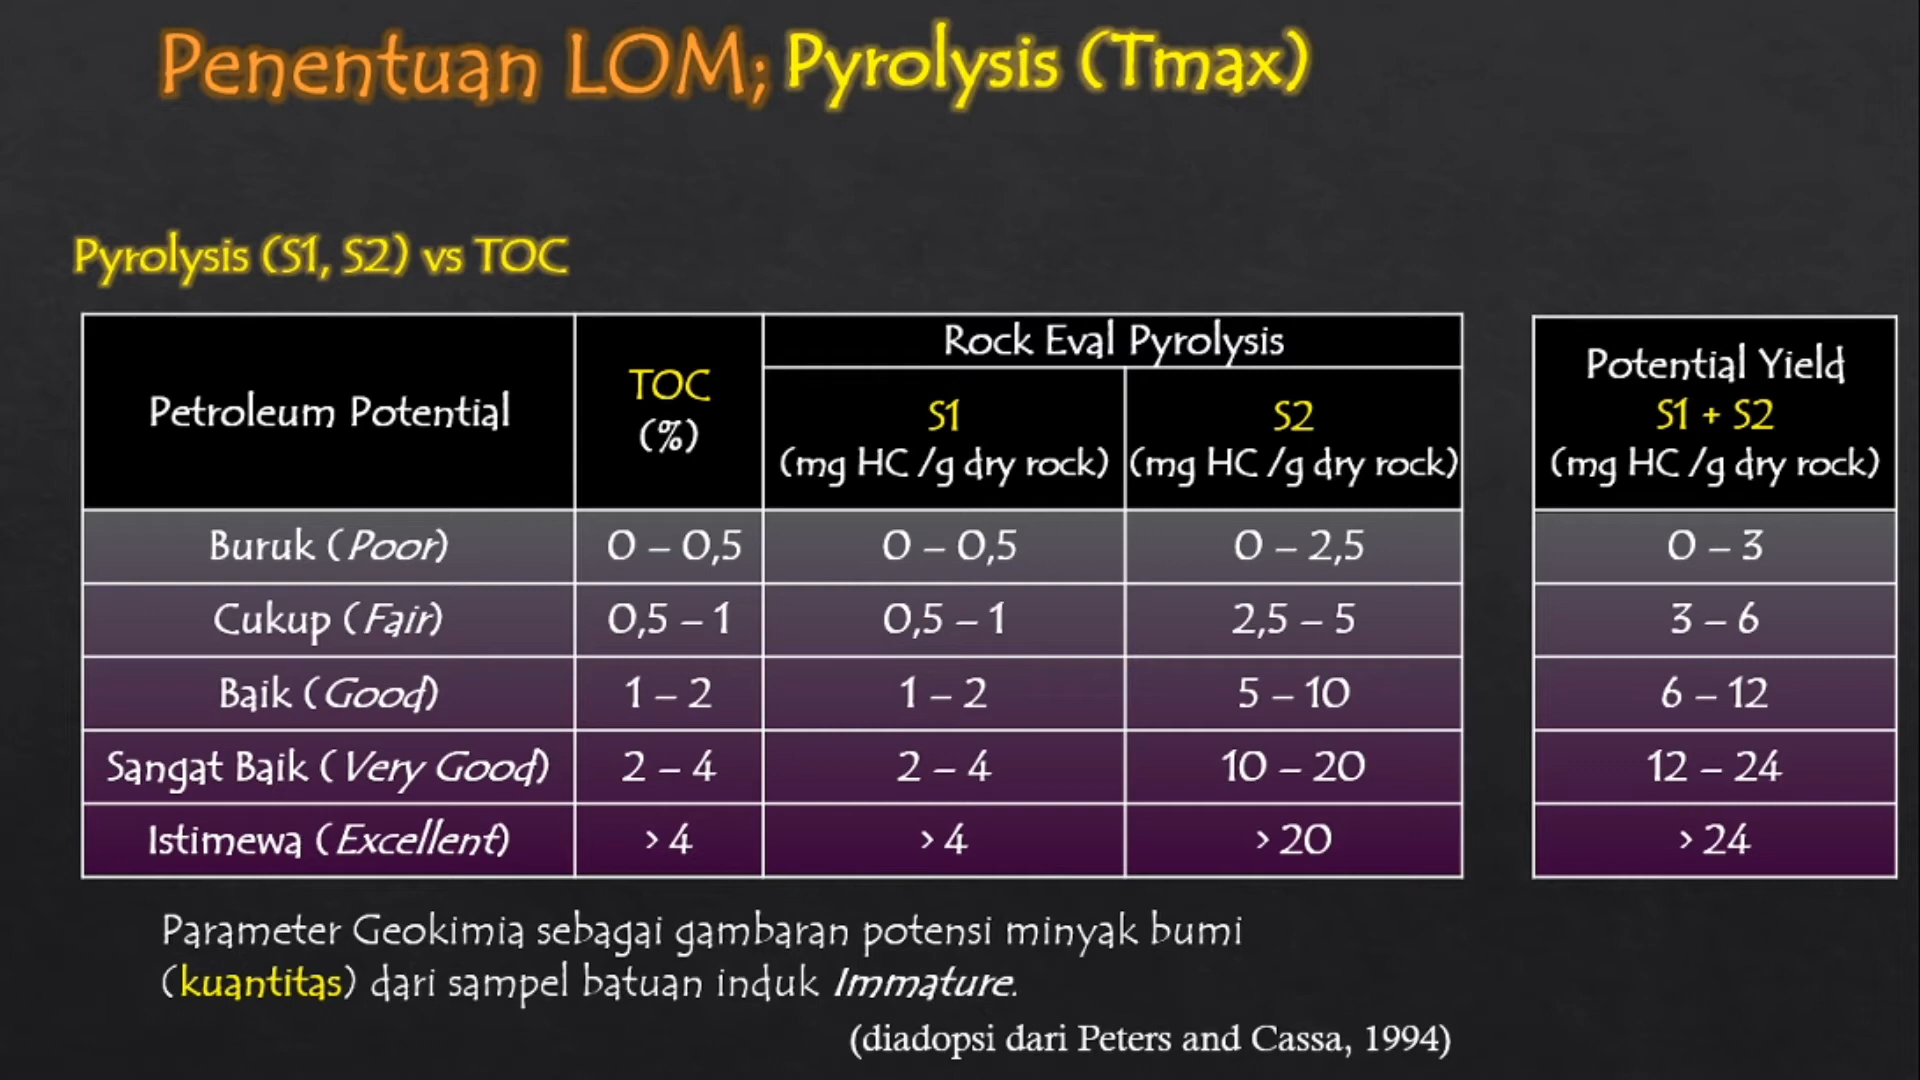 Penentuan LOM; Pyrolysis (Tmax)
Pyrolysis (S1, S2) vs TOC
Petroleum Potential
TOC
(%)
Rock Eval Pyrolysis
S1
(mg HC /g dry rock)
S2
(mg HC /g dry rock)
Potential Yield
S1 + S2
(mg HC /g dry rock)
Buruk (Poor) 0 – 0,5 0 – 0,5 0 – 2,5 0 – 3
Cukup (Fair) 0,5 – 1 0,5 – 1 2,5 – 5 3 – 6
Baik (Good) 1 – 2 1 – 2 5 – 10 6 – 12
Sangat Baik (Very Good) 2 – 4 2 – 4 10 – 20 12 – 24
Istimewa (Excellent) > 4 > 4 > 20 > 24
Parameter Geokimia sebagai gambaran potensi minyak bumi
(kuantitas) dari sampel batuan induk Immature.
(diadopsi dari Peters and Cassa, 1994)